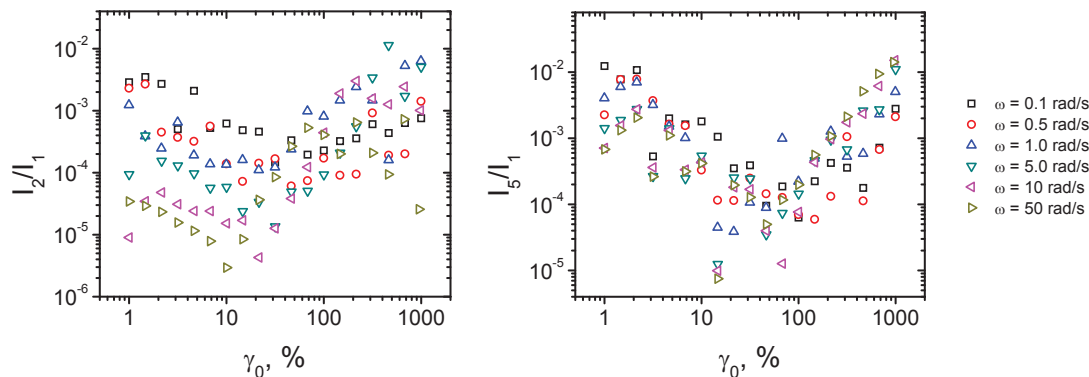 I₂/I₁
10⁻²
10⁻³
10⁻⁴
10⁻⁵
10⁻⁶
1 10 100 1000
γ₀, %
I₅/I₁
10⁻²
10⁻³
10⁻⁴
10⁻⁵
1 10 100 1000
γ₀, %
ω = 0.1 rad/s
ω = 0.5 rad/s
ω = 1.0 rad/s
ω = 5.0 rad/s
ω = 10 rad/s
ω = 50 rad/s